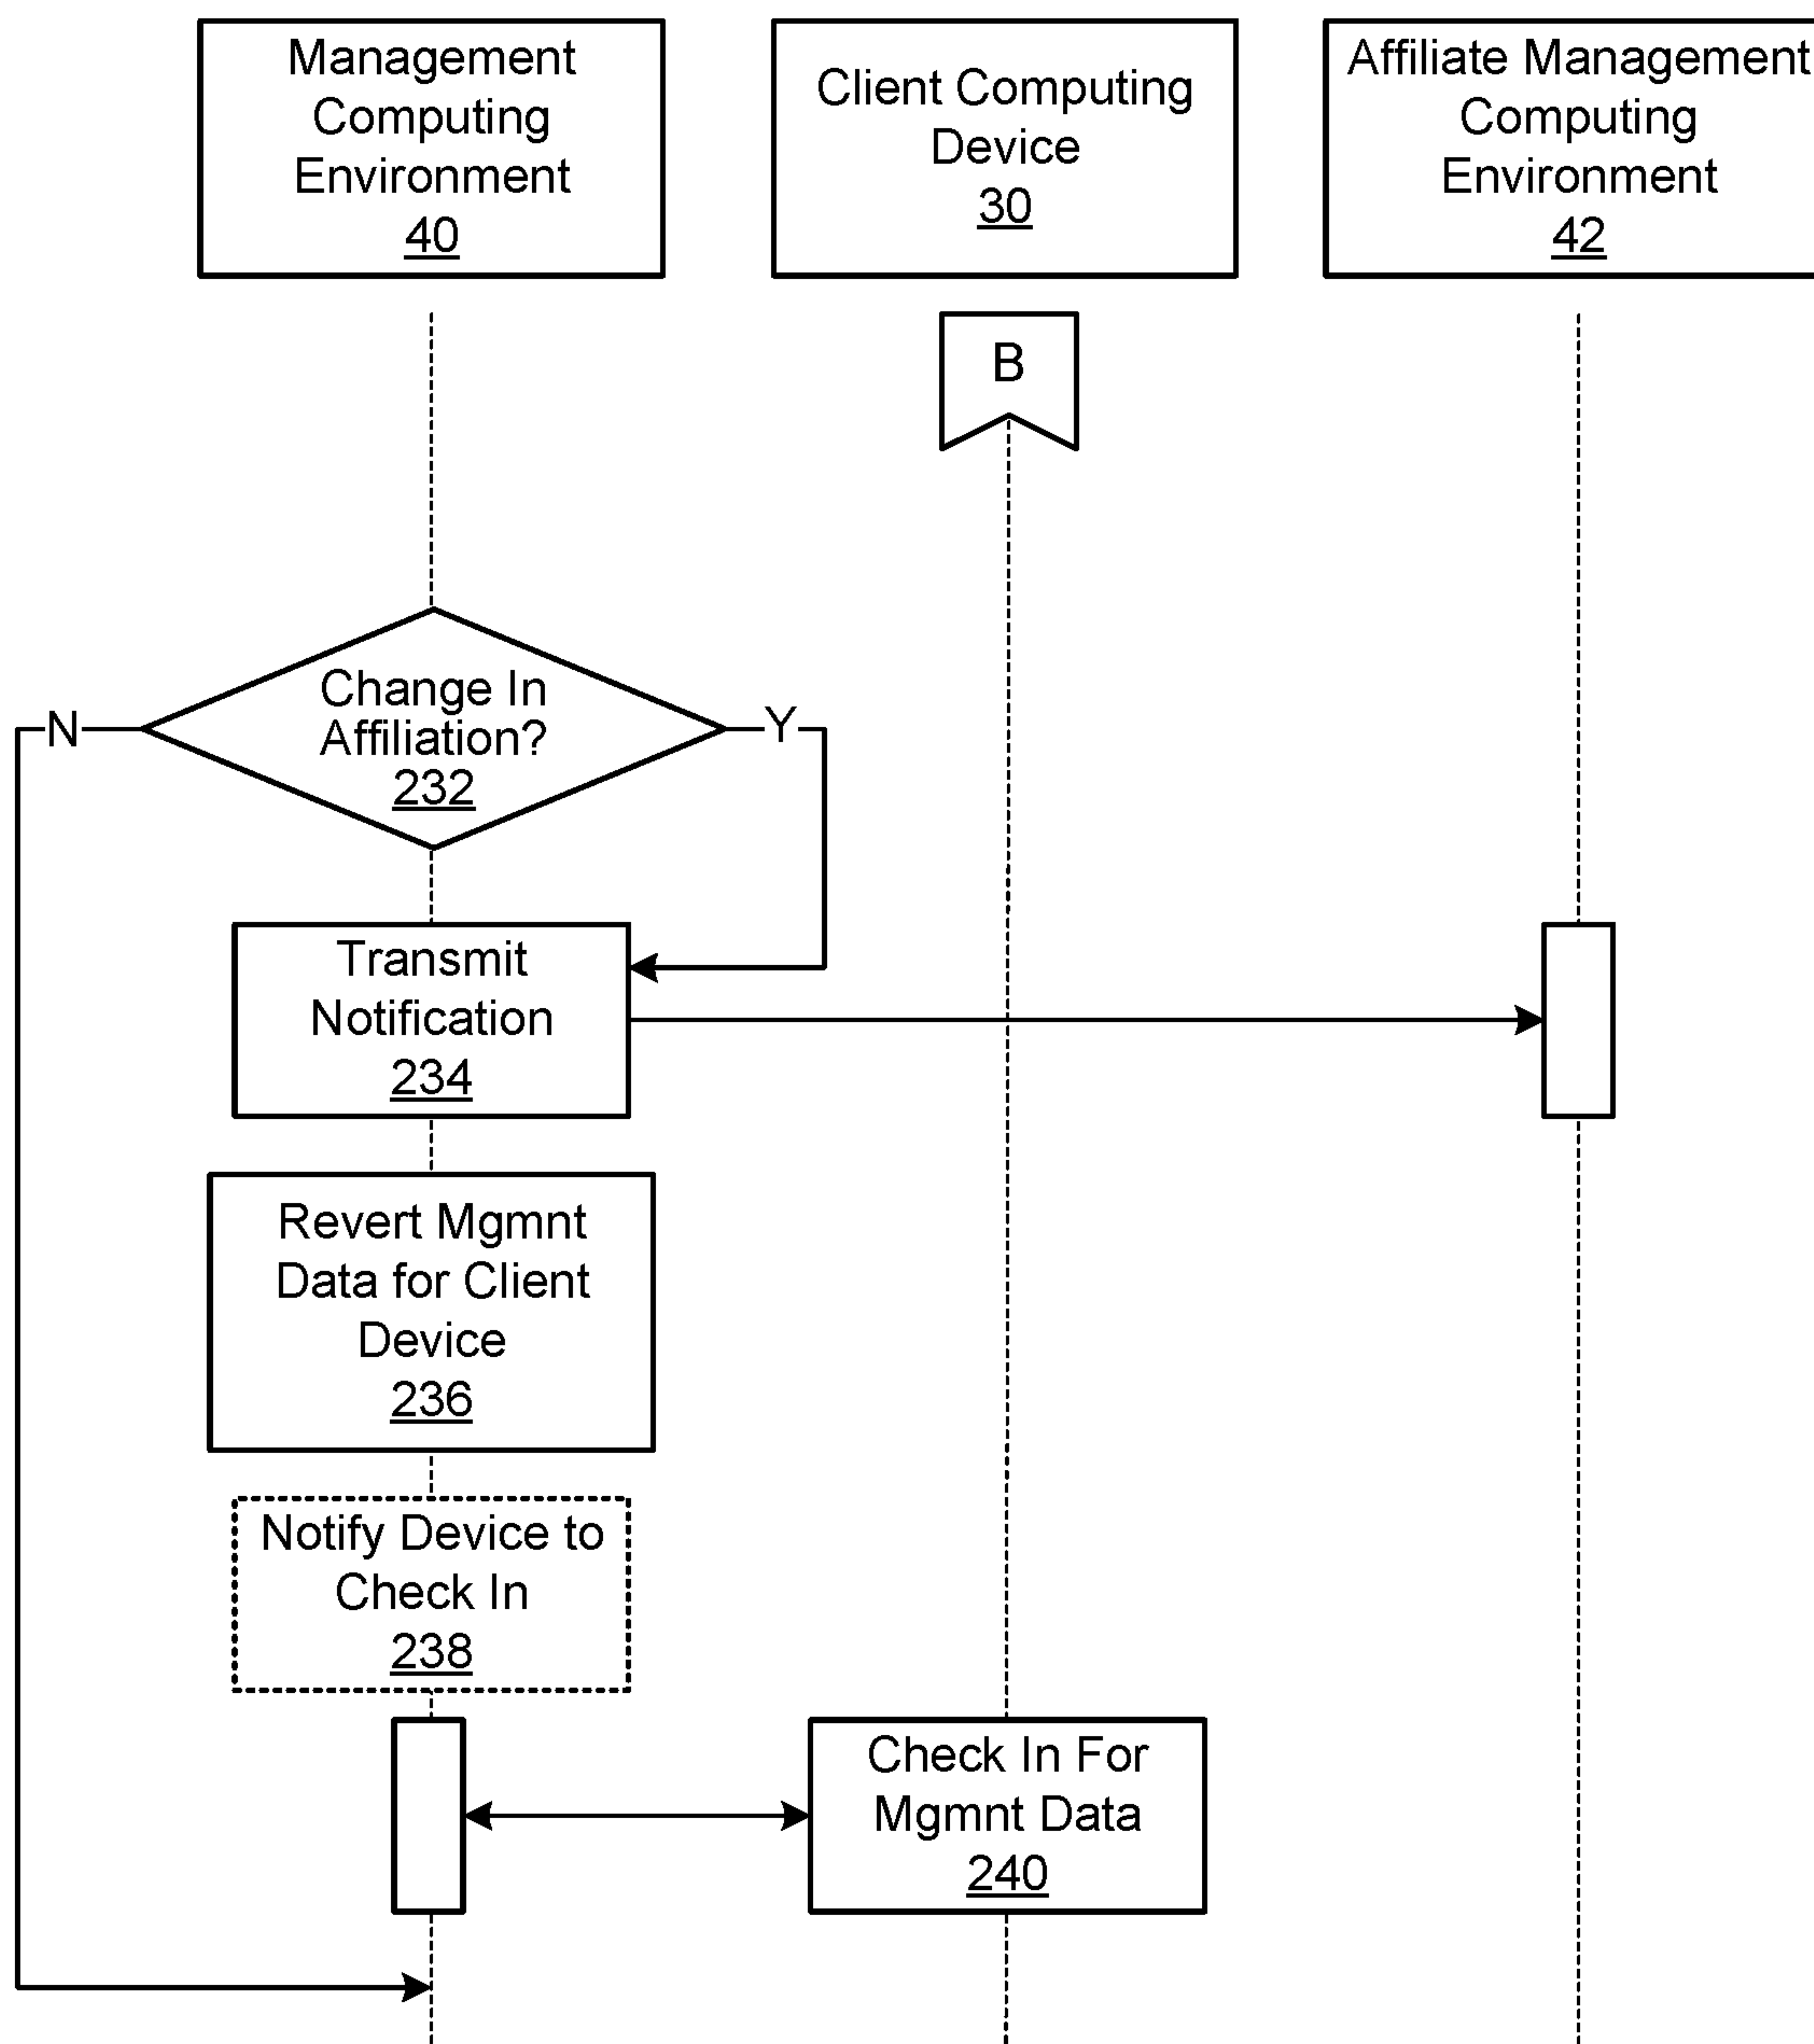 Management
Computing
Environment
40
Client Computing
Device
30
Affiliate Management
Computing
Environment
42
B
Change In
Affiliation?
232
N
Y
Transmit
Notification
234
Revert Mgmnt
Data for Client
Device
236
Notify Device to
Check In
238
Check In For
Mgmnt Data
240